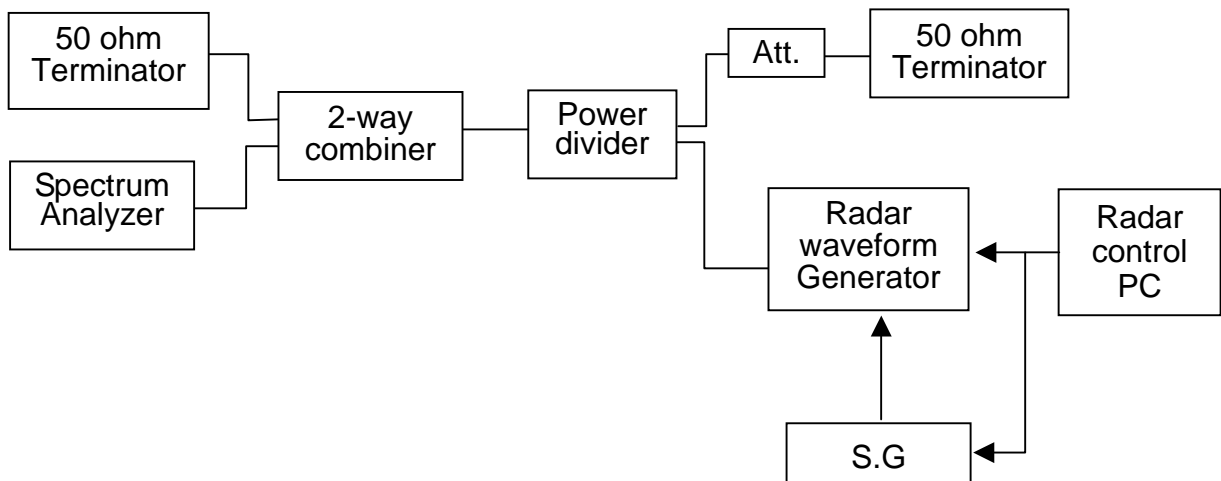 50 ohm
Terminator
Att.
50 ohm
Terminator
2-way
combiner
Power
divider
Spectrum
Analyzer
Radar
waveform
Generator
Radar
control
PC
S.G